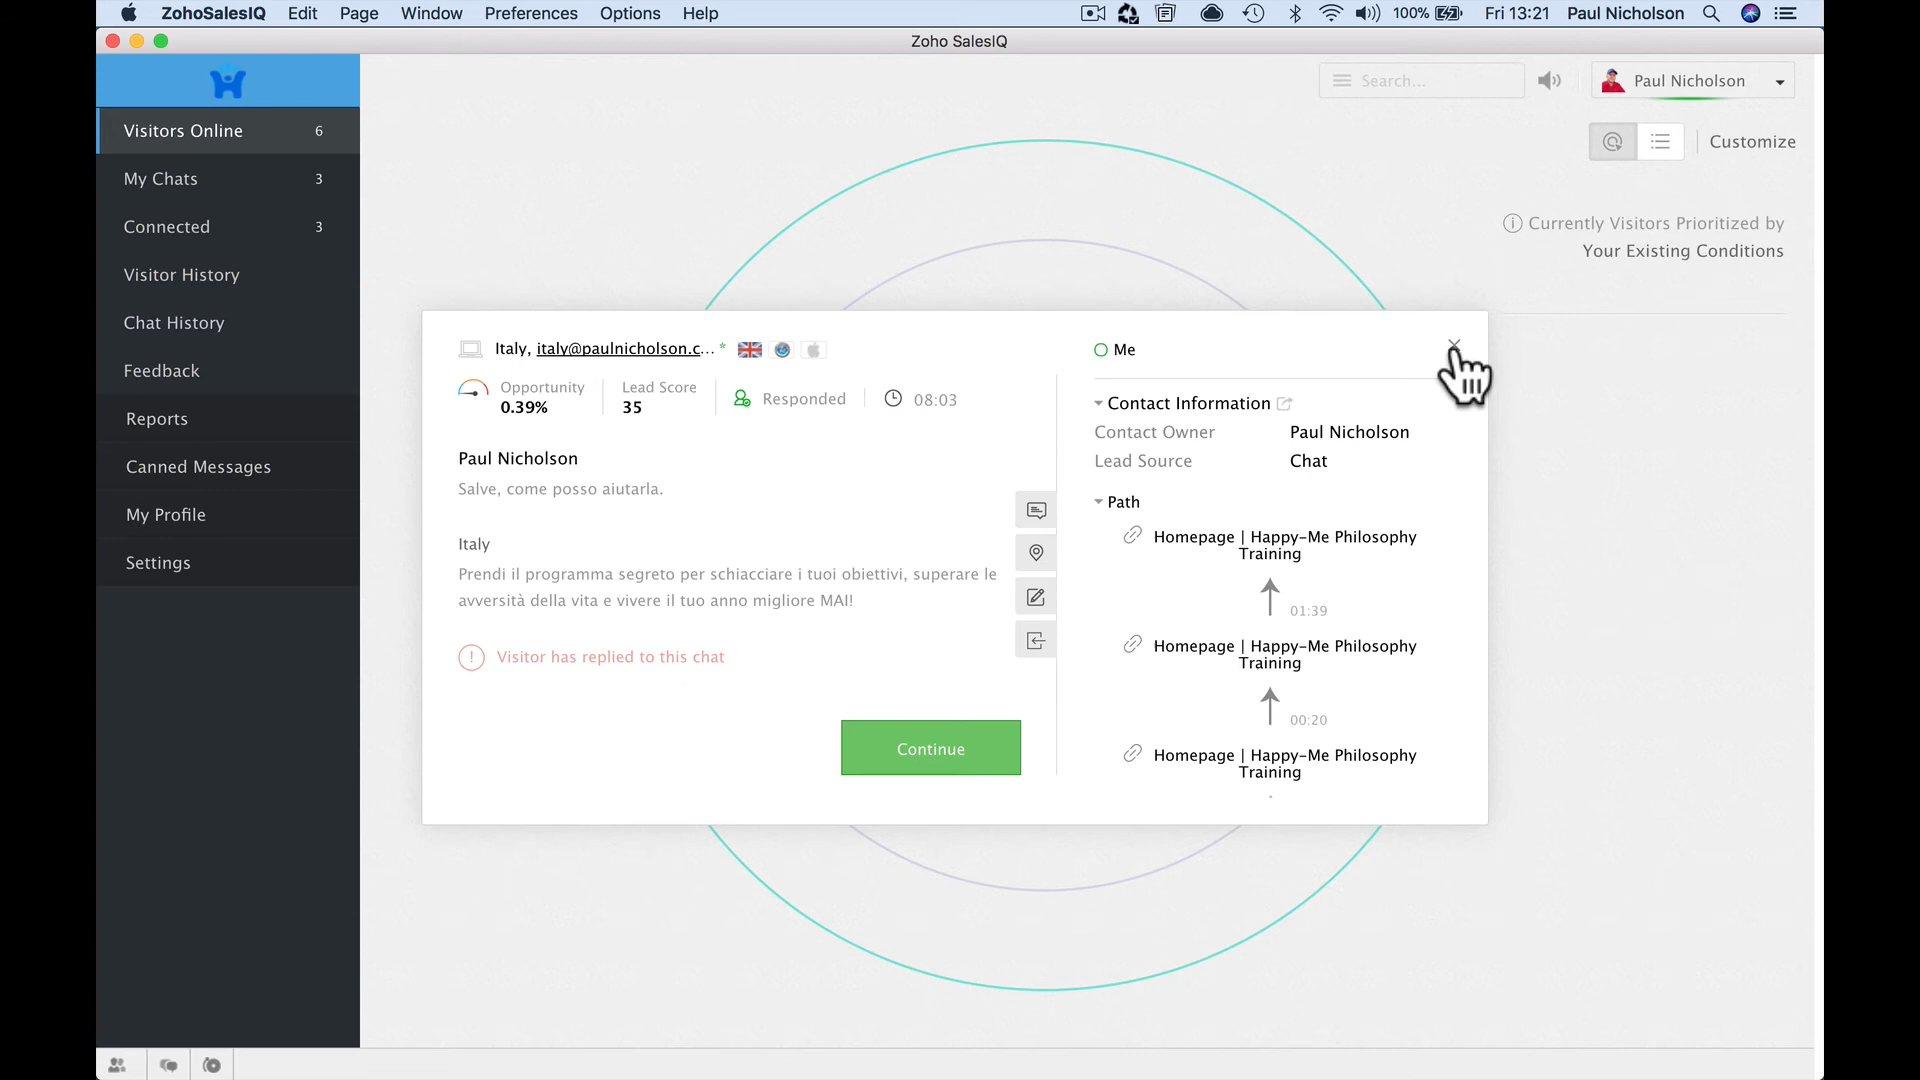 ZohoSalesIQ Edit Page Window Preferences Options Help 100% Fri 13:21 Paul Nicholson
Zoho SalesIQ
Search...
Paul Nicholson
Visitors Online 6
My Chats 3
Connected 3
Visitor History
Chat History
Feedback
Reports
Canned Messages
My Profile
Settings
Customize
Currently Visitors Prioritized by
Your Existing Conditions
Italy, italy@paulnicholson.c... *
Opportunity
0.39%
Lead Score
35
Responded
08:03
Paul Nicholson
Salve, come posso aiutarla.
Italy
Prendi il programma segreto per schiacciare i tuoi obiettivi, superare le
avversità della vita e vivere il tuo anno migliore MAI!
Visitor has replied to this chat
Continue
Me
Contact Information
Contact Owner Paul Nicholson
Lead Source Chat
Path
Homepage | Happy-Me Philosophy
Training
01:39
Homepage | Happy-Me Philosophy
Training
00:20
Homepage | Happy-Me Philosophy
Training